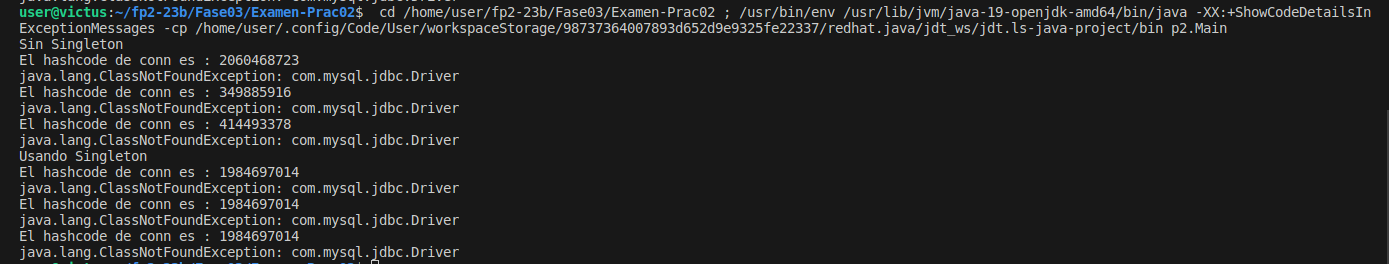 user@victus:~/fp2-23b/Fase03/Examen-Prac02$  cd /home/user/fp2-23b/Fase03/Examen-Prac02 ; /usr/bin/env /usr/lib/jvm/java-19-openjdk-amd64/bin/java -XX:+ShowCodeDetailsIn
ExceptionMessages -cp /home/user/.config/Code/User/workspaceStorage/98737364007893d652d9e9325fe22337/redhat.java/jdt_ws/jdt.ls-java-project/bin p2.Main
Sin Singleton
El hashcode de conn es : 2060468723
java.lang.ClassNotFoundException: com.mysql.jdbc.Driver
El hashcode de conn es : 349885916
java.lang.ClassNotFoundException: com.mysql.jdbc.Driver
El hashcode de conn es : 414493378
java.lang.ClassNotFoundException: com.mysql.jdbc.Driver
Usando Singleton
El hashcode de conn es : 1984697014
java.lang.ClassNotFoundException: com.mysql.jdbc.Driver
El hashcode de conn es : 1984697014
java.lang.ClassNotFoundException: com.mysql.jdbc.Driver
El hashcode de conn es : 1984697014
java.lang.ClassNotFoundException: com.mysql.jdbc.Driver